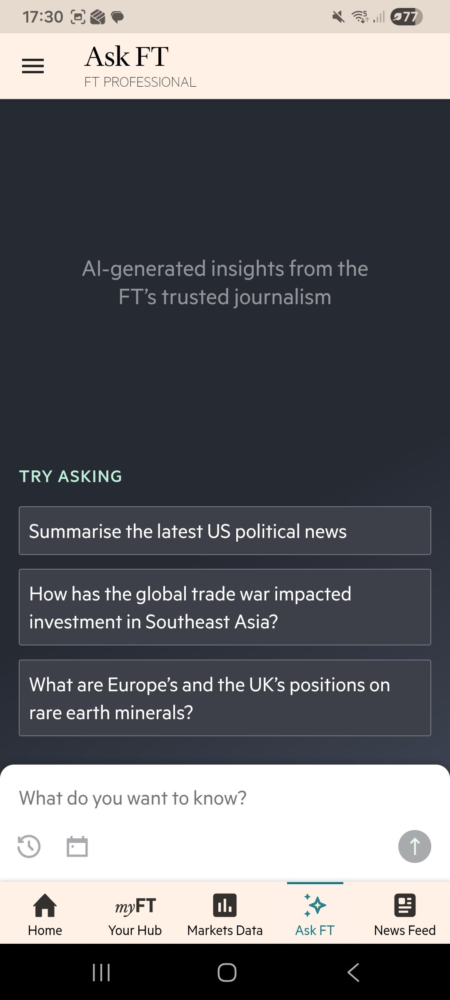 17:30
5
77
Ask FT
FT PROFESSIONAL
AI-generated insights from the
FT’s trusted journalism
TRY ASKING
Summarise the latest US political news
How has the global trade war impacted
investment in Southeast Asia?
What are Europe’s and the UK’s positions on
rare earth minerals?
What do you want to know?
myFT
Home
Your Hub
Markets Data
Ask FT
News Feed